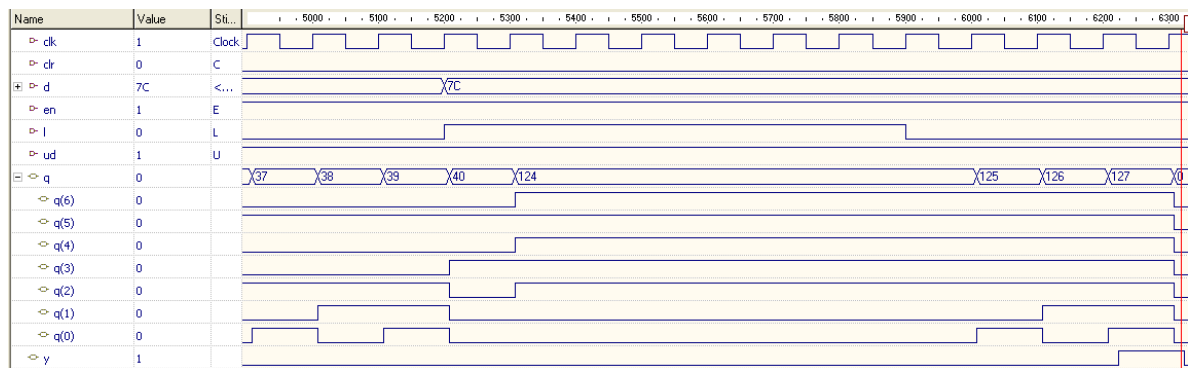 Name Value Sti... 5000 5100 5200 5300 5400 5500 5600 5700 5800 5900 6000 6100 6200 6300
clk 1 Clock
clr 0 C
d 7C <... 7C
en 1 E
l 0 L
ud 1 U
q 0 37 38 39 40 124 125 126 127 0
q(6) 0
q(5) 0
q(4) 0
q(3) 0
q(2) 0
q(1) 0
q(0) 0
y 1